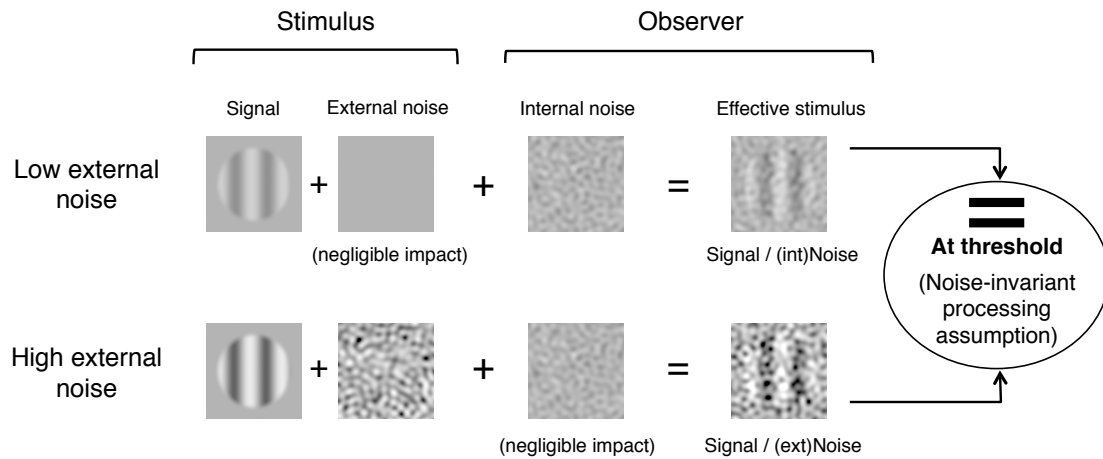 Stimulus
Observer
Signal
External noise
Internal noise
Effective stimulus
Low external
noise
+
+
=
(negligible impact)
Signal / (int)Noise
=
At threshold
(Noise-invariant
processing
assumption)
High external
noise
+
+
=
(negligible impact)
Signal / (ext)Noise